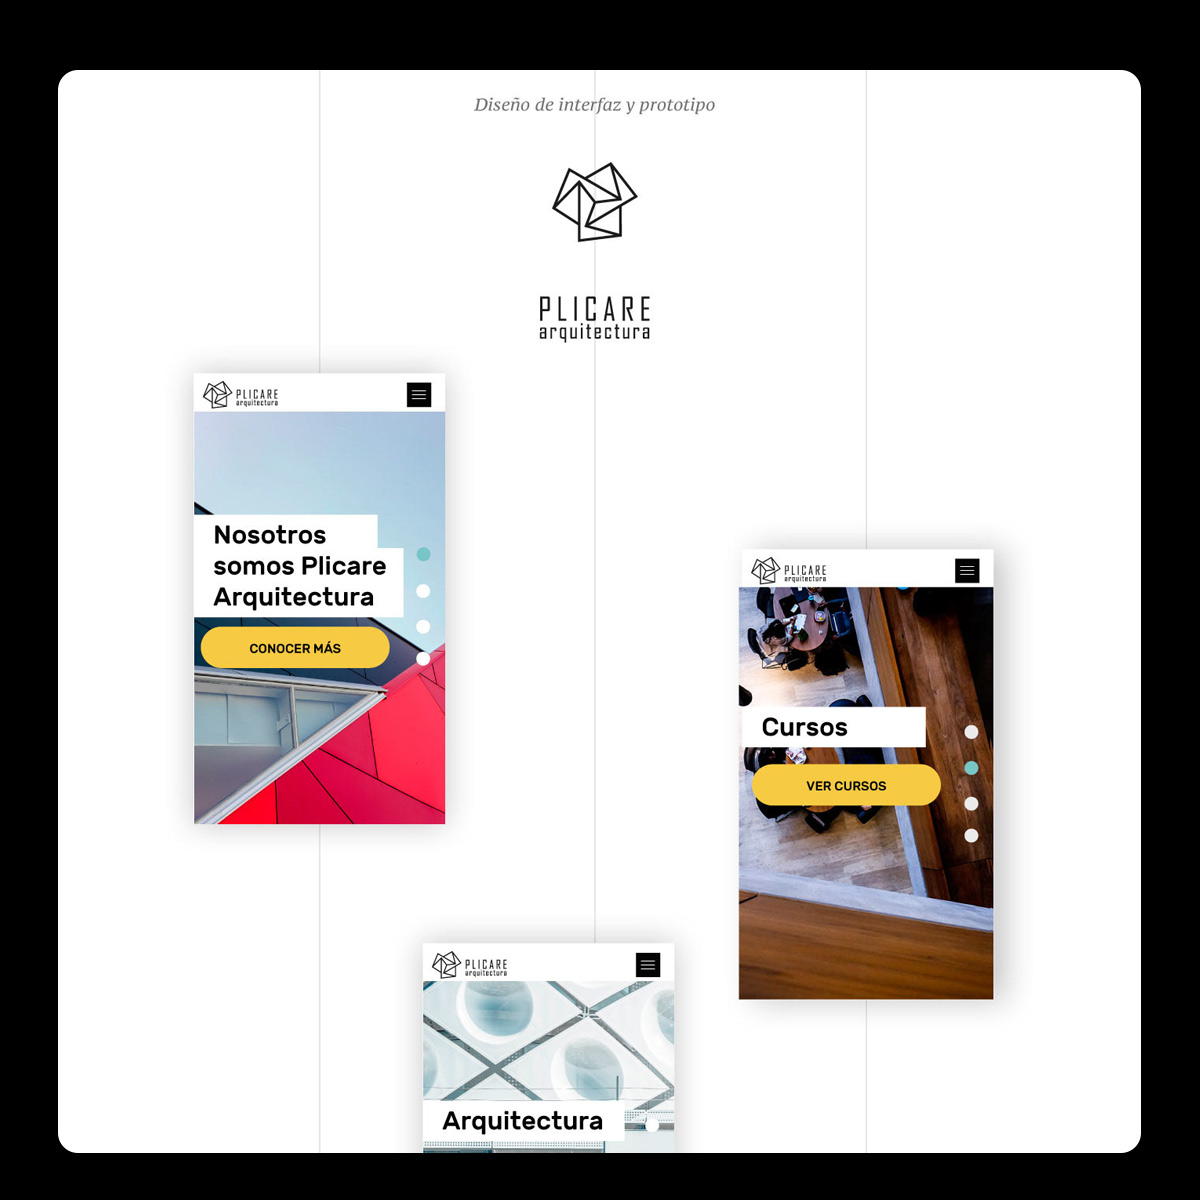 Diseño de interfaz y prototipo
PLICARE
arquitectura
PLICARE
arquitectura
Nosotros
somos Plicare
Arquitectura
CONOCER MÁS
PLICARE
arquitectura
Cursos
VER CURSOS
PLICARE
arquitectura
Arquitectura